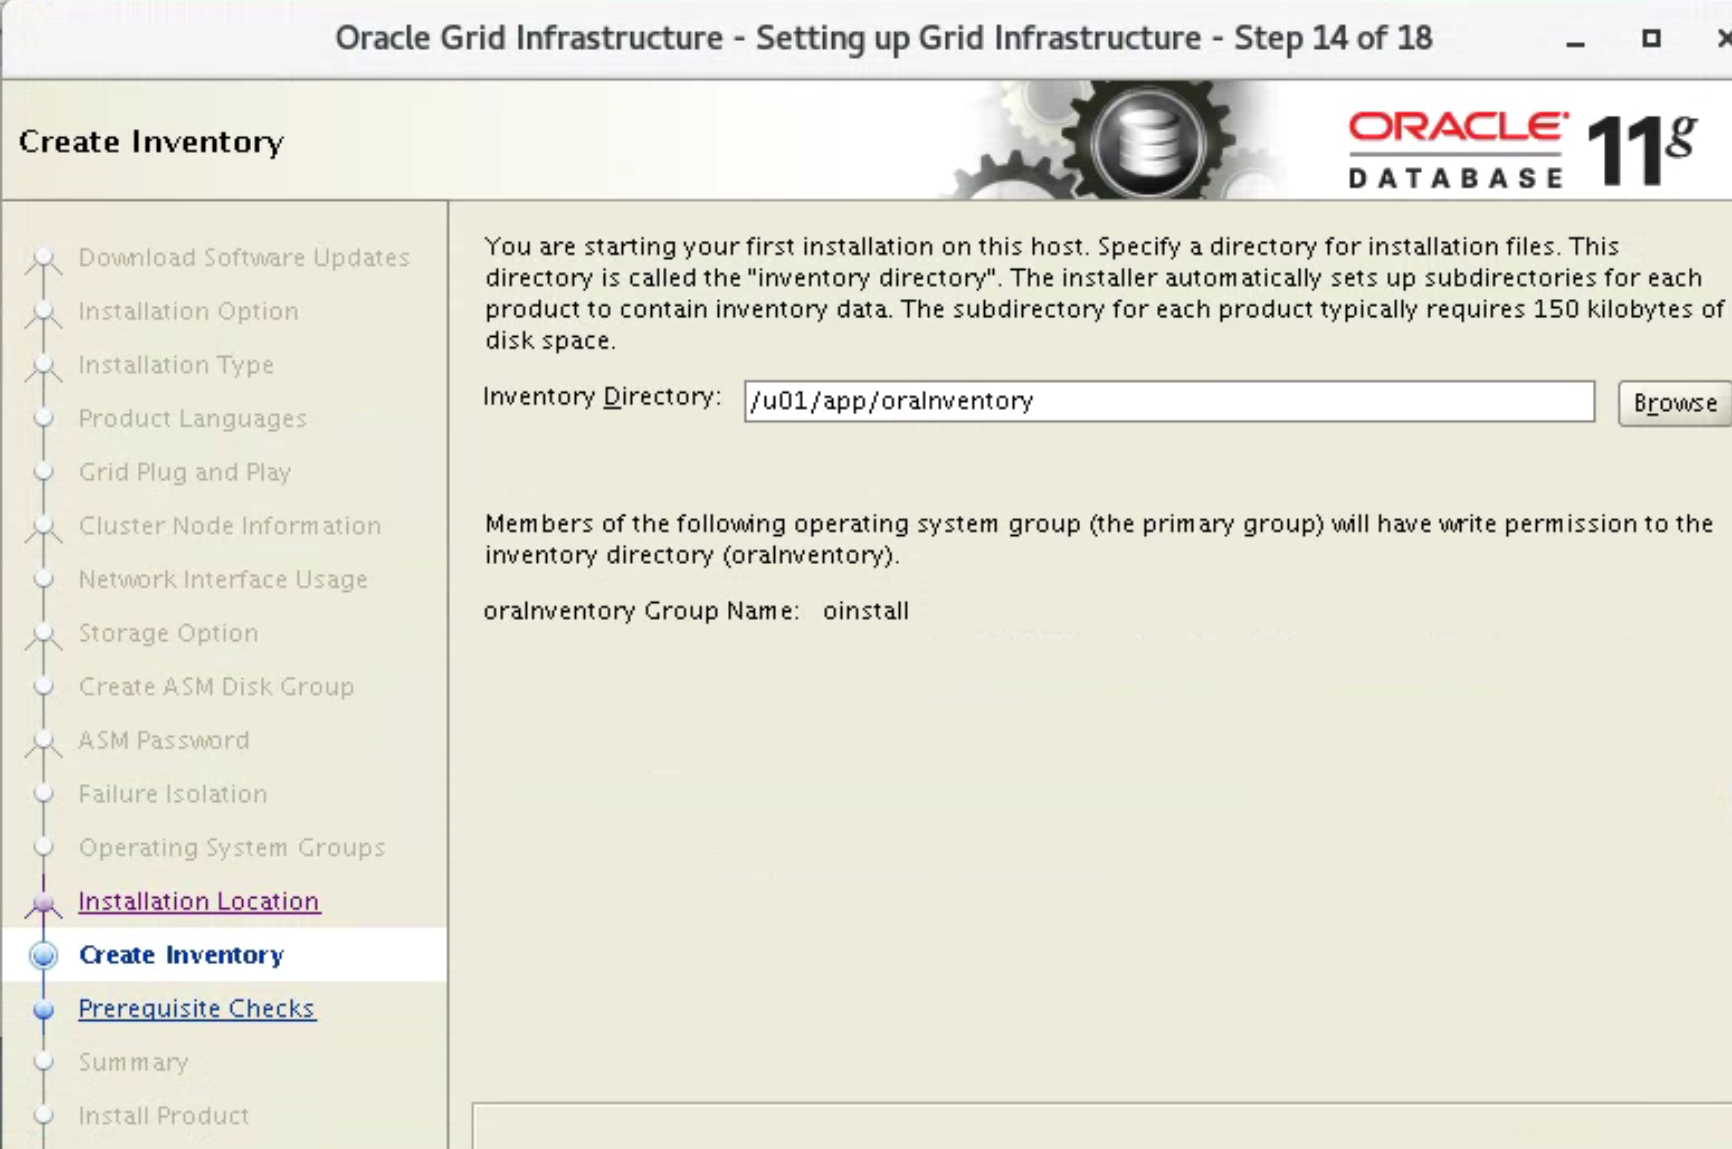 Oracle Grid Infrastructure - Setting up Grid Infrastructure - Step 14 of 18
Create Inventory
ORACLE
DATABASE
11g
Download Software Updates
Installation Option
Installation Type
Product Languages
Grid Plug and Play
Cluster Node Information
Network Interface Usage
Storage Option
Create ASM Disk Group
ASM Password
Failure Isolation
Operating System Groups
Installation Location
Create Inventory
Prerequisite Checks
Summary
Install Product
You are starting your first installation on this host. Specify a directory for installation files. This
directory is called the "inventory directory". The installer automatically sets up subdirectories for each
product to contain inventory data. The subdirectory for each product typically requires 150 kilobytes of
disk space.
Inventory Directory: /u01/app/oraInventory Browse
Members of the following operating system group (the primary group) will have write permission to the
inventory directory (oraInventory).
oraInventory Group Name: oinstall